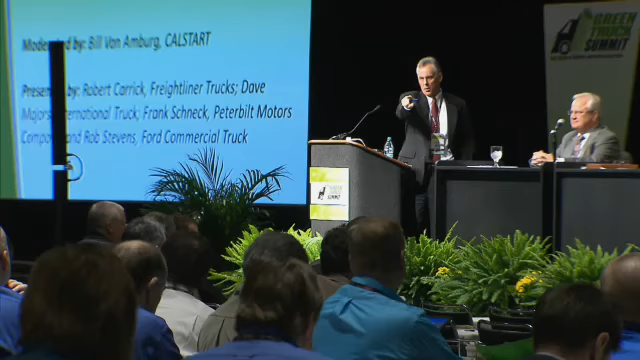 Moderated by: Bill Van Amburg, CALSTART
Presented by: Robert Carrick, Freightliner Trucks; Dave
Majors, International Truck; Frank Schneck, Peterbilt Motors
Company and Rob Stevens, Ford Commercial Truck
GREEN
TRUCK
SUMMIT